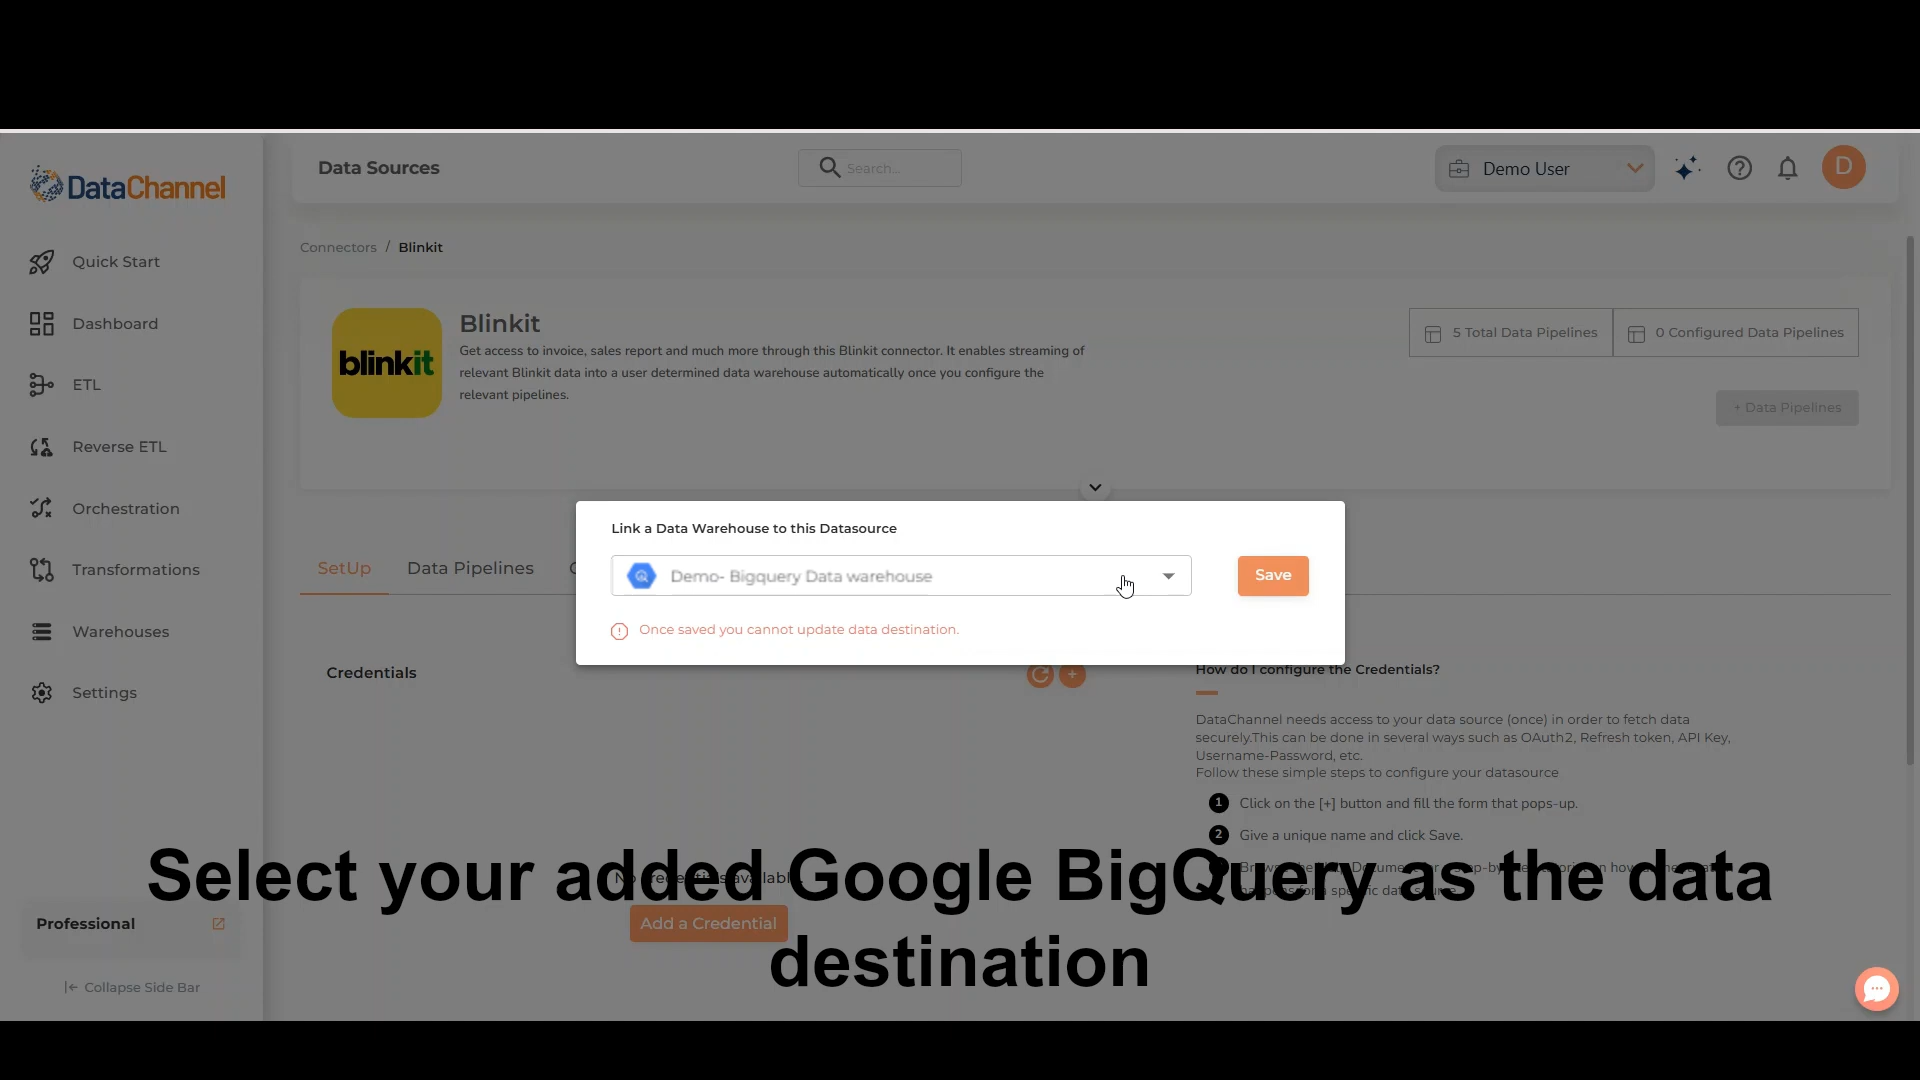 DataChannel
Data Sources
Search...
Demo User
D
Quick Start
Dashboard
ETL
Reverse ETL
Orchestration
Transformations
Warehouses
Settings
Professional
Collapse Side Bar
Connectors / Blinkit
blinkit
Blinkit
Get access to invoice, sales report and much more through this Blinkit connector. It enables streaming of
relevant Blinkit data into a user determined data warehouse automatically once you configure the
relevant pipelines.
5 Total Data Pipelines
0 Configured Data Pipelines
+ Data Pipelines
Link a Data Warehouse to this Datasource
Demo- Bigquery Data warehouse
Save
Once saved you cannot update data destination.
SetUp
Data Pipelines
Credentials
Add a Credential
How do I configure the Credentials?
DataChannel needs access to your data source (once) in order to fetch data
securely.This can be done in several ways such as OAuth2, Refresh token, API Key,
Username-Password, etc.
Follow these simple steps to configure your datasource
1 Click on the [+] button and fill the form that pops-up.
2 Give a unique name and click Save.
Select your added Google BigQuery as the data
destination